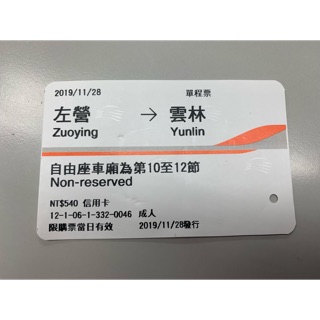 2019/11/28 單程票
左營 → 雲林
Zuoying Yunlin
自由座車廂為第10至12節
Non-reserved
NT$540 信用卡
12-1-06-1-332-0046 成人
限購票當日有效 2019/11/28發行